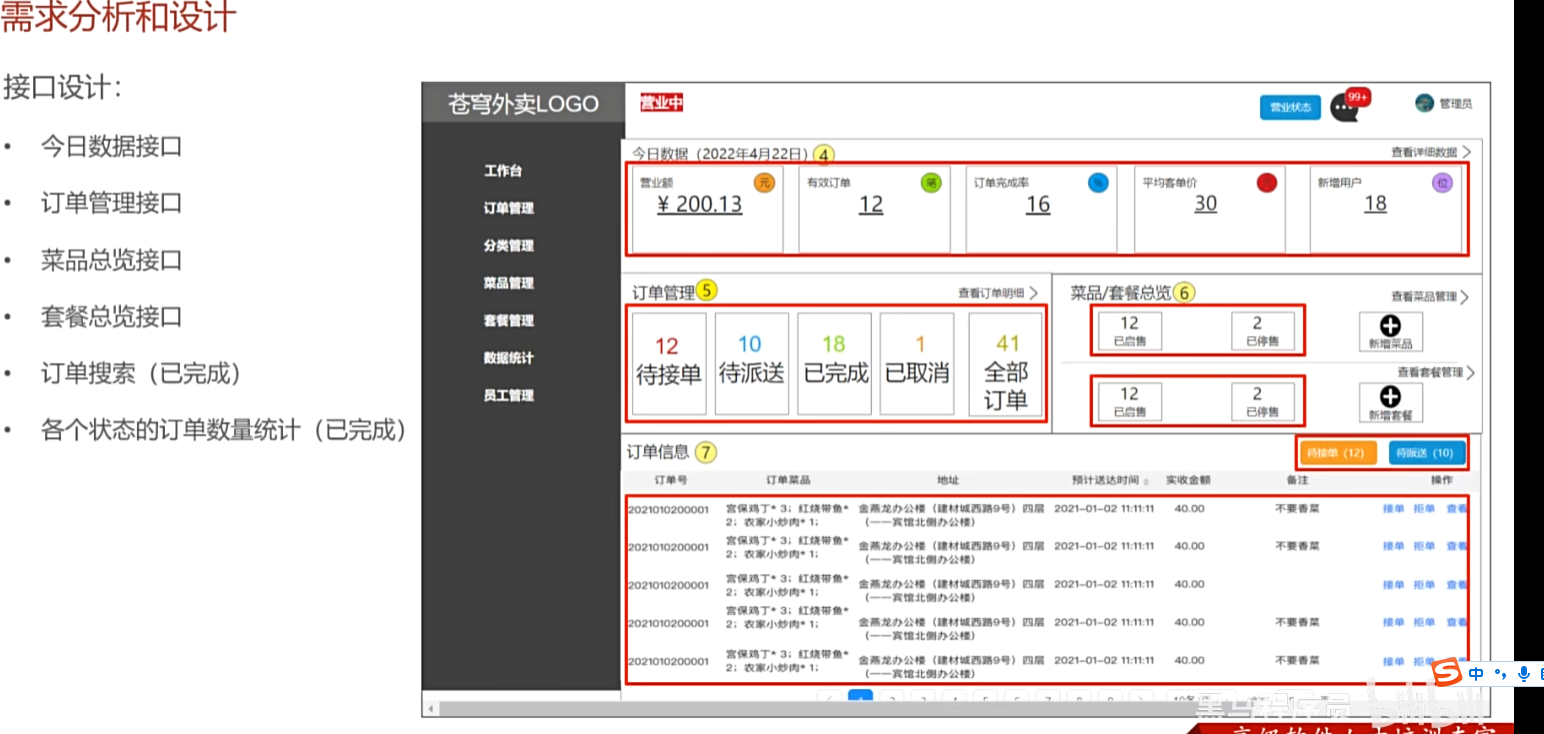 需求分析和设计
接口设计：
• 今日数据接口
• 订单管理接口
• 菜品总览接口
• 套餐总览接口
• 订单搜索（已完成）
• 各个状态的订单数量统计（已完成）
苍穹外卖LOGO
营业中
营业状态
99+
管理员
工作台
订单管理
分类管理
菜品管理
套餐管理
数据统计
员工管理
今日数据（2022年4月22日） 4
查看详细数据
营业额 元
¥ 200.13
有效订单 笔
12
订单完成率 %
16
平均客单价
30
新增用户 位
18
订单管理 5
查看订单明细
12
待接单
10
待派送
18
已完成
1
已取消
41
全部
订单
菜品/套餐总览 6
查看菜品管理
12
已启售
2
已停售
新增菜品
查看套餐管理
12
已启售
2
已停售
新增套餐
订单信息 7
待接单（12） 待派送（10）
订单号 订单菜品 地址 预计送达时间 实收金额 备注 操作
2021010200001 宫保鸡丁* 3；红烧带鱼* 2；农家小炒肉* 1； 金燕龙办公楼（建材城西路9号）四层（一一宾馆北侧办公楼） 2021-01-02 11:11:11 40.00 不要香菜 接单 拒单 查看
2021010200001 宫保鸡丁* 3；红烧带鱼* 2；农家小炒肉* 1； 金燕龙办公楼（建材城西路9号）四层（一一宾馆北侧办公楼） 2021-01-02 11:11:11 40.00 不要香菜 接单 拒单 查看
2021010200001 宫保鸡丁* 3；红烧带鱼* 2；农家小炒肉* 1； 金燕龙办公楼（建材城西路9号）四层（一一宾馆北侧办公楼） 2021-01-02 11:11:11 40.00 接单 拒单 查看
2021010200001 宫保鸡丁* 3；红烧带鱼* 2；农家小炒肉* 1； 金燕龙办公楼（建材城西路9号）四层（一一宾馆北侧办公楼） 2021-01-02 11:11:11 40.00 不要香菜 接单 拒单 查看
2021010200001 宫保鸡丁* 3；红烧带鱼* 2；农家小炒肉* 1； 金燕龙办公楼（建材城西路9号）四层（一一宾馆北侧办公楼） 2021-01-02 11:11:11 40.00 不要香菜 接单 拒单
中
黑马程序员 bilibili